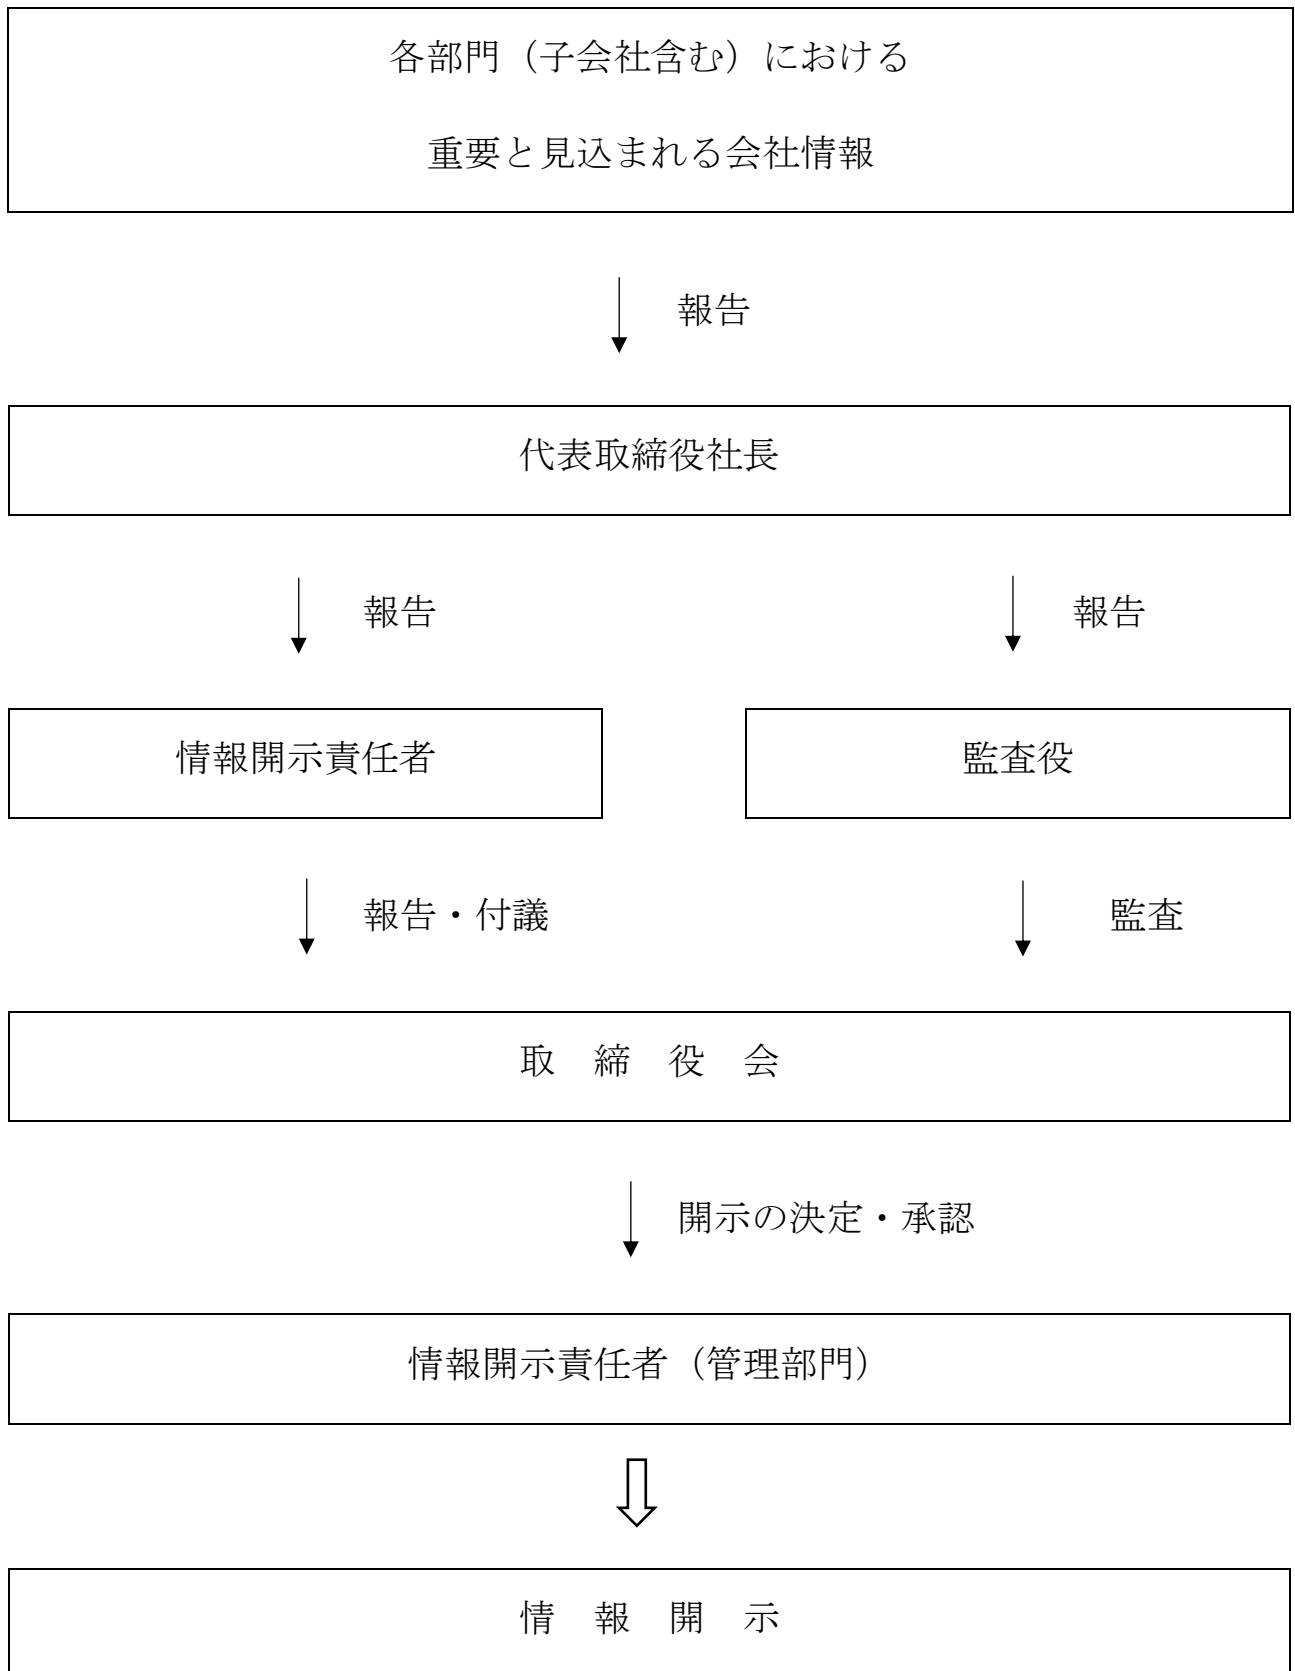 各部門（子会社含む）における
重要と見込まれる会社情報
報告
代表取締役社長
報告
報告
情報開示責任者
監査役
報告・付議
監査
取　締　役　会
開示の決定・承認
情報開示責任者（管理部門）
情　報　開　示